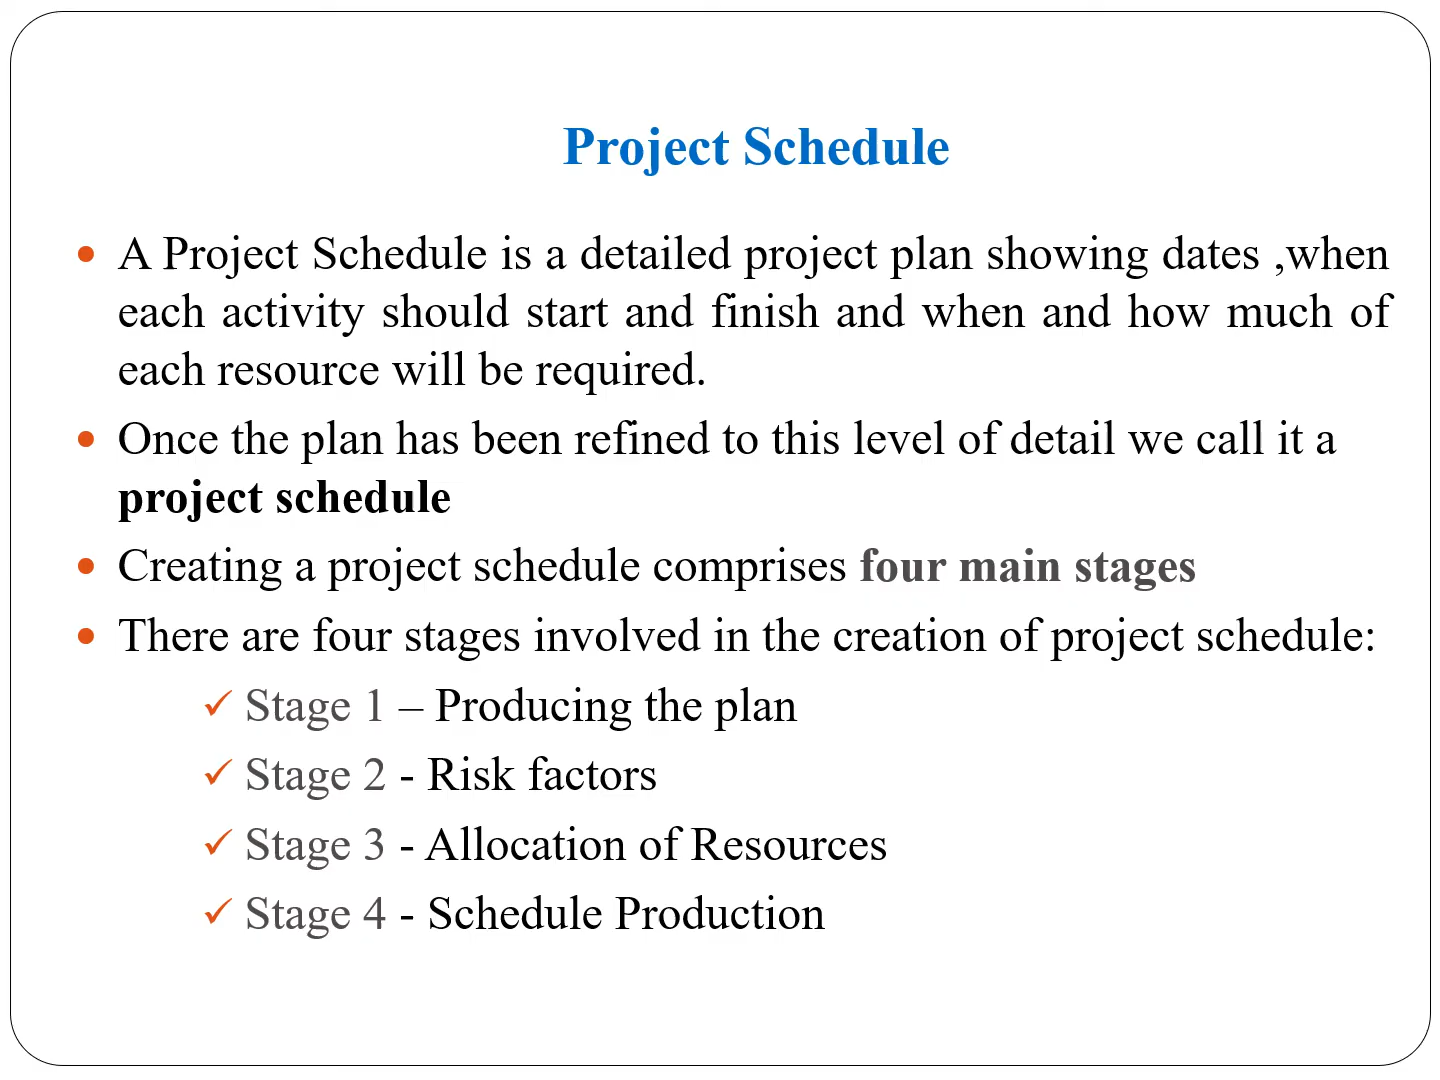 Project Schedule
A Project Schedule is a detailed project plan showing dates ,when
each activity should start and finish and when and how much of
each resource will be required.
Once the plan has been refined to this level of detail we call it a
project schedule
Creating a project schedule comprises four main stages
There are four stages involved in the creation of project schedule:
Stage 1 – Producing the plan
Stage 2 - Risk factors
Stage 3 - Allocation of Resources
Stage 4 - Schedule Production